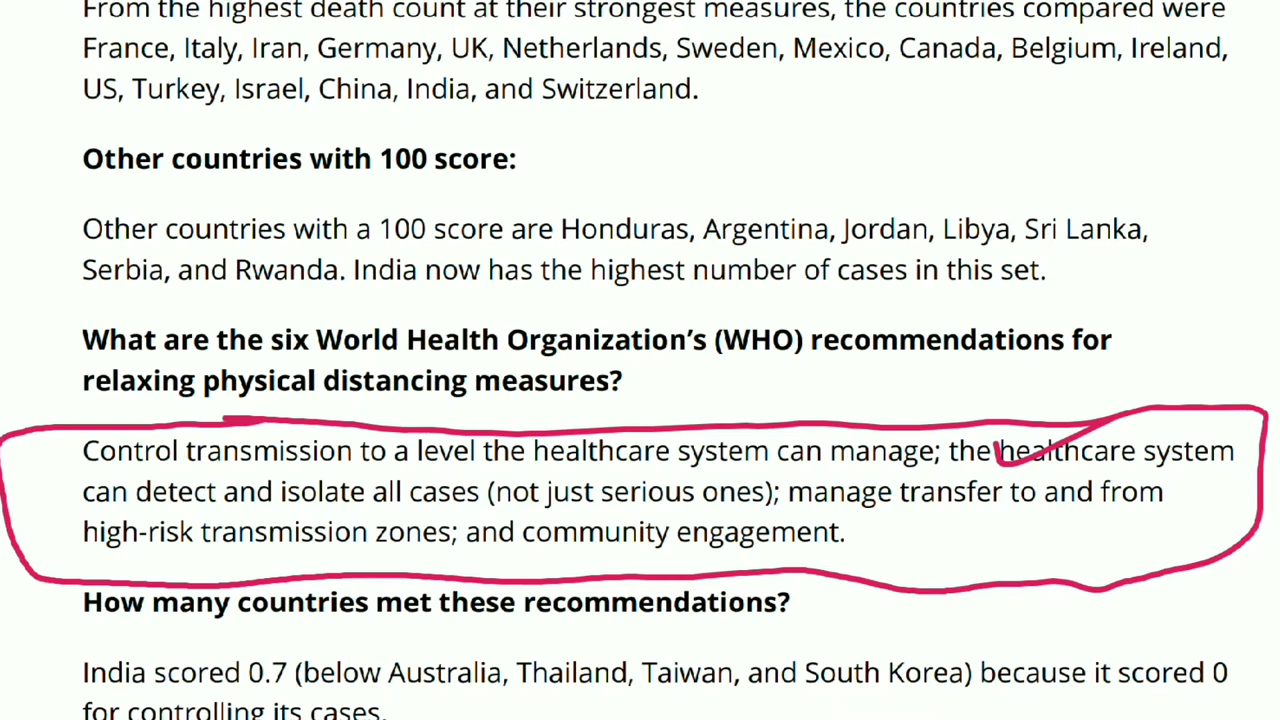 From the highest death count at their strongest measures, the countries compared were
France, Italy, Iran, Germany, UK, Netherlands, Sweden, Mexico, Canada, Belgium, Ireland,
US, Turkey, Israel, China, India, and Switzerland.
Other countries with 100 score:
Other countries with a 100 score are Honduras, Argentina, Jordan, Libya, Sri Lanka,
Serbia, and Rwanda. India now has the highest number of cases in this set.
What are the six World Health Organization’s (WHO) recommendations for
relaxing physical distancing measures?
Control transmission to a level the healthcare system can manage; the healthcare system
can detect and isolate all cases (not just serious ones); manage transfer to and from
high-risk transmission zones; and community engagement.
How many countries met these recommendations?
India scored 0.7 (below Australia, Thailand, Taiwan, and South Korea) because it scored 0
for controlling its cases.